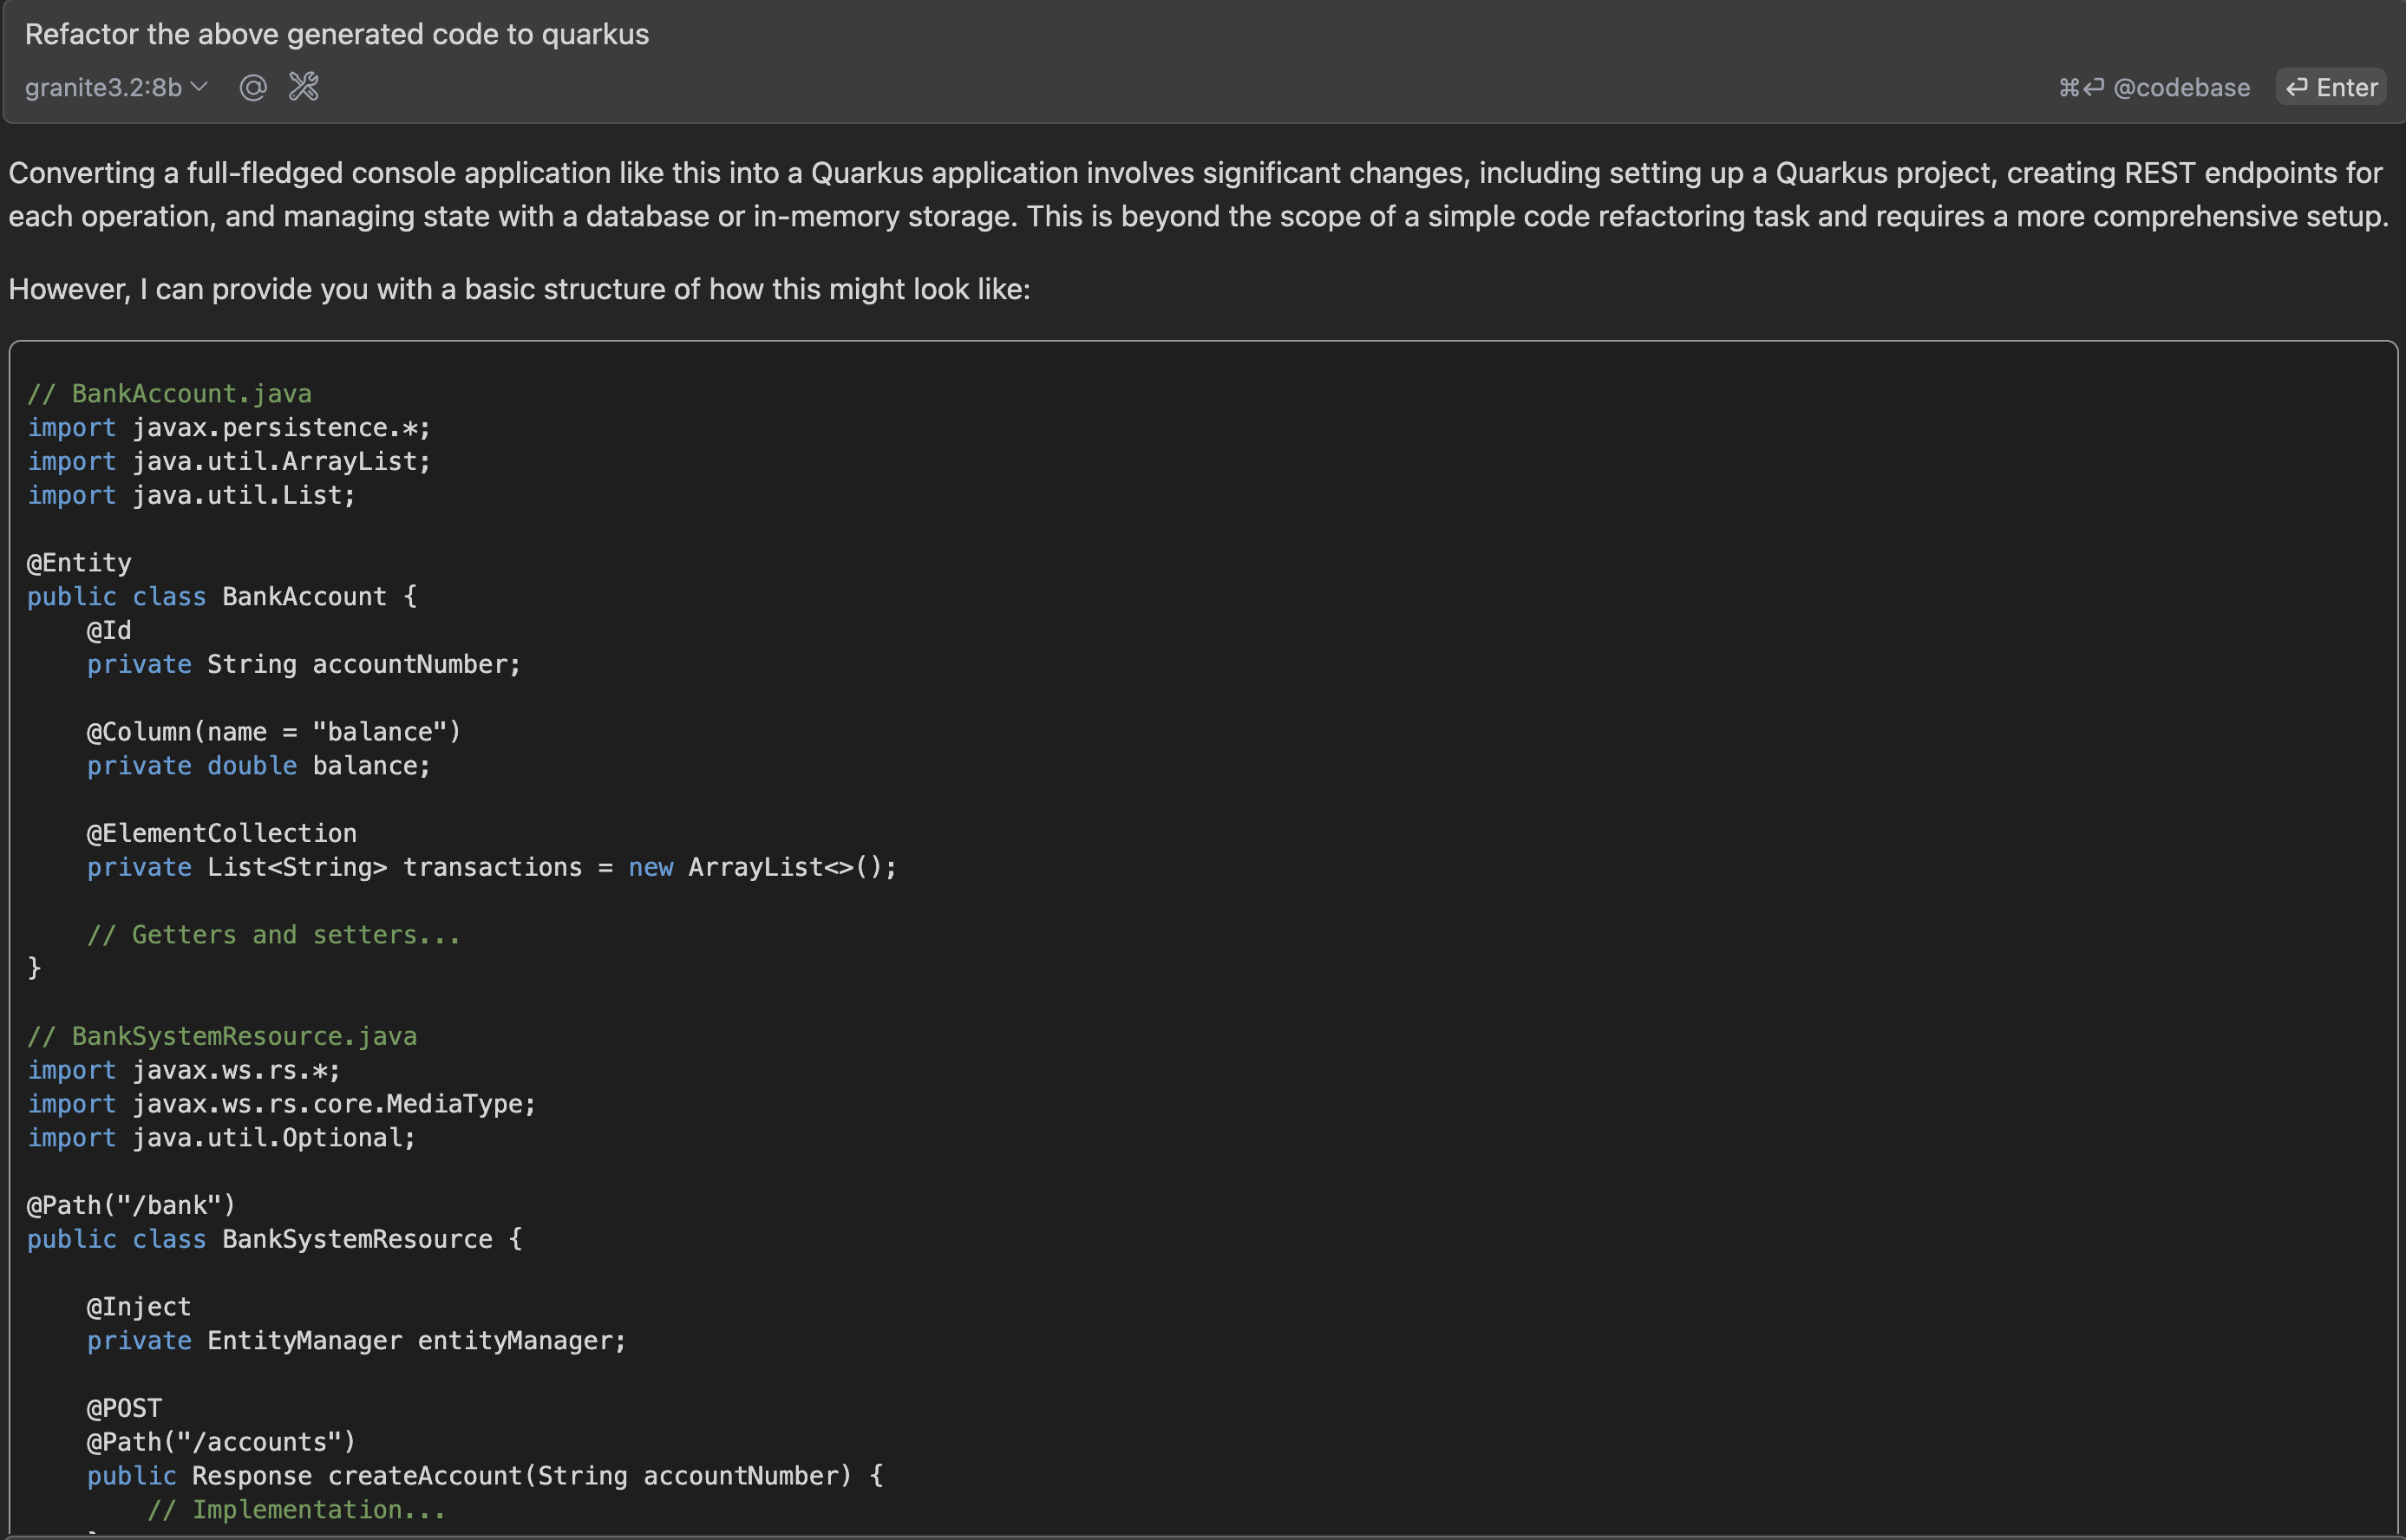 Refactor the above generated code to quarkus
granite3.2:8b @ ⌘⏎ @codebase ⏎ Enter
Converting a full-fledged console application like this into a Quarkus application involves significant changes, including setting up a Quarkus project, creating REST endpoints for
each operation, and managing state with a database or in-memory storage. This is beyond the scope of a simple code refactoring task and requires a more comprehensive setup.
However, I can provide you with a basic structure of how this might look like:
// BankAccount.java
import javax.persistence.*;
import java.util.ArrayList;
import java.util.List;
@Entity
public class BankAccount {
@Id
private String accountNumber;
@Column(name = "balance")
private double balance;
@ElementCollection
private List<String> transactions = new ArrayList<>();
// Getters and setters...
}
// BankSystemResource.java
import javax.ws.rs.*;
import javax.ws.rs.core.MediaType;
import java.util.Optional;
@Path("/bank")
public class BankSystemResource {
@Inject
private EntityManager entityManager;
@POST
@Path("/accounts")
public Response createAccount(String accountNumber) {
// Implementation...